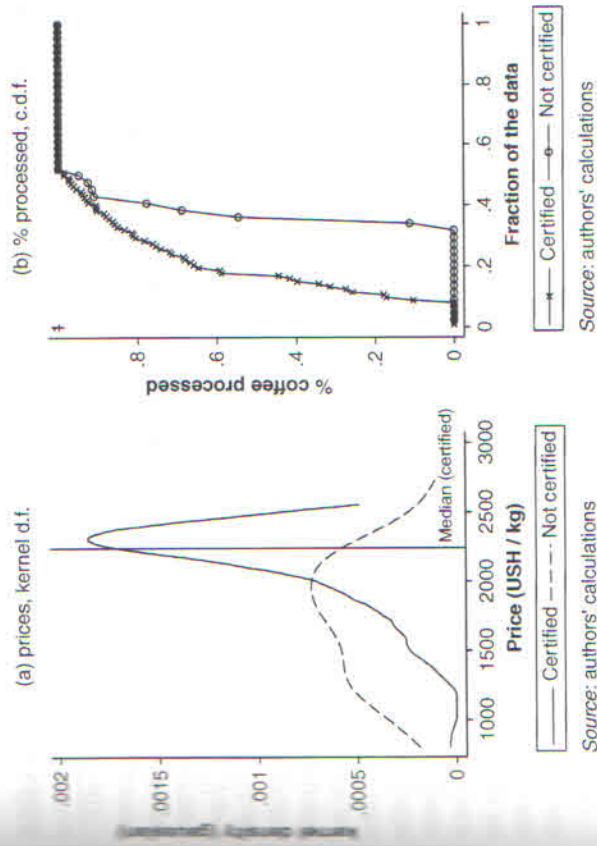 (a) prices, kernel d.f.
.002
.0015
.001
.0005
0
1000
1500
2000
2500
3000
Median (certified)
Price (USH / kg)
Certified
Not certified
Source: authors' calculations
(b) % processed, c.d.f.
% coffee processed
1
.8
.6
.4
.2
0
0
.2
.4
.6
.8
1
Fraction of the data
Certified
Not certified
Source: authors' calculations